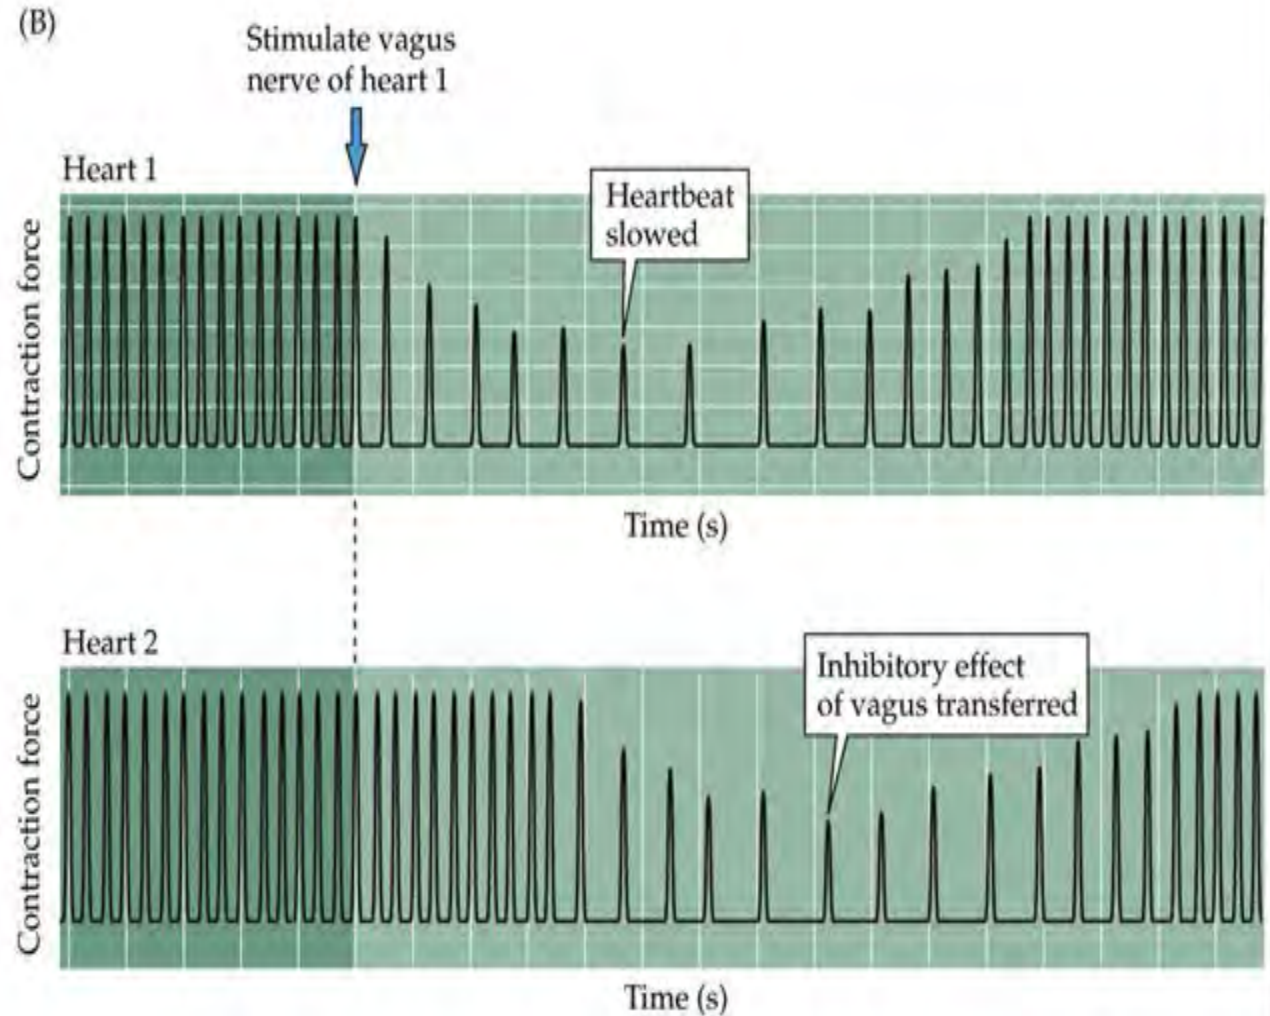 (B)
Stimulate vagus
nerve of heart 1
Heart 1
Heartbeat
slowed
Contraction force
Time (s)
Heart 2
Inhibitory effect
of vagus transferred
Contraction force
Time (s)